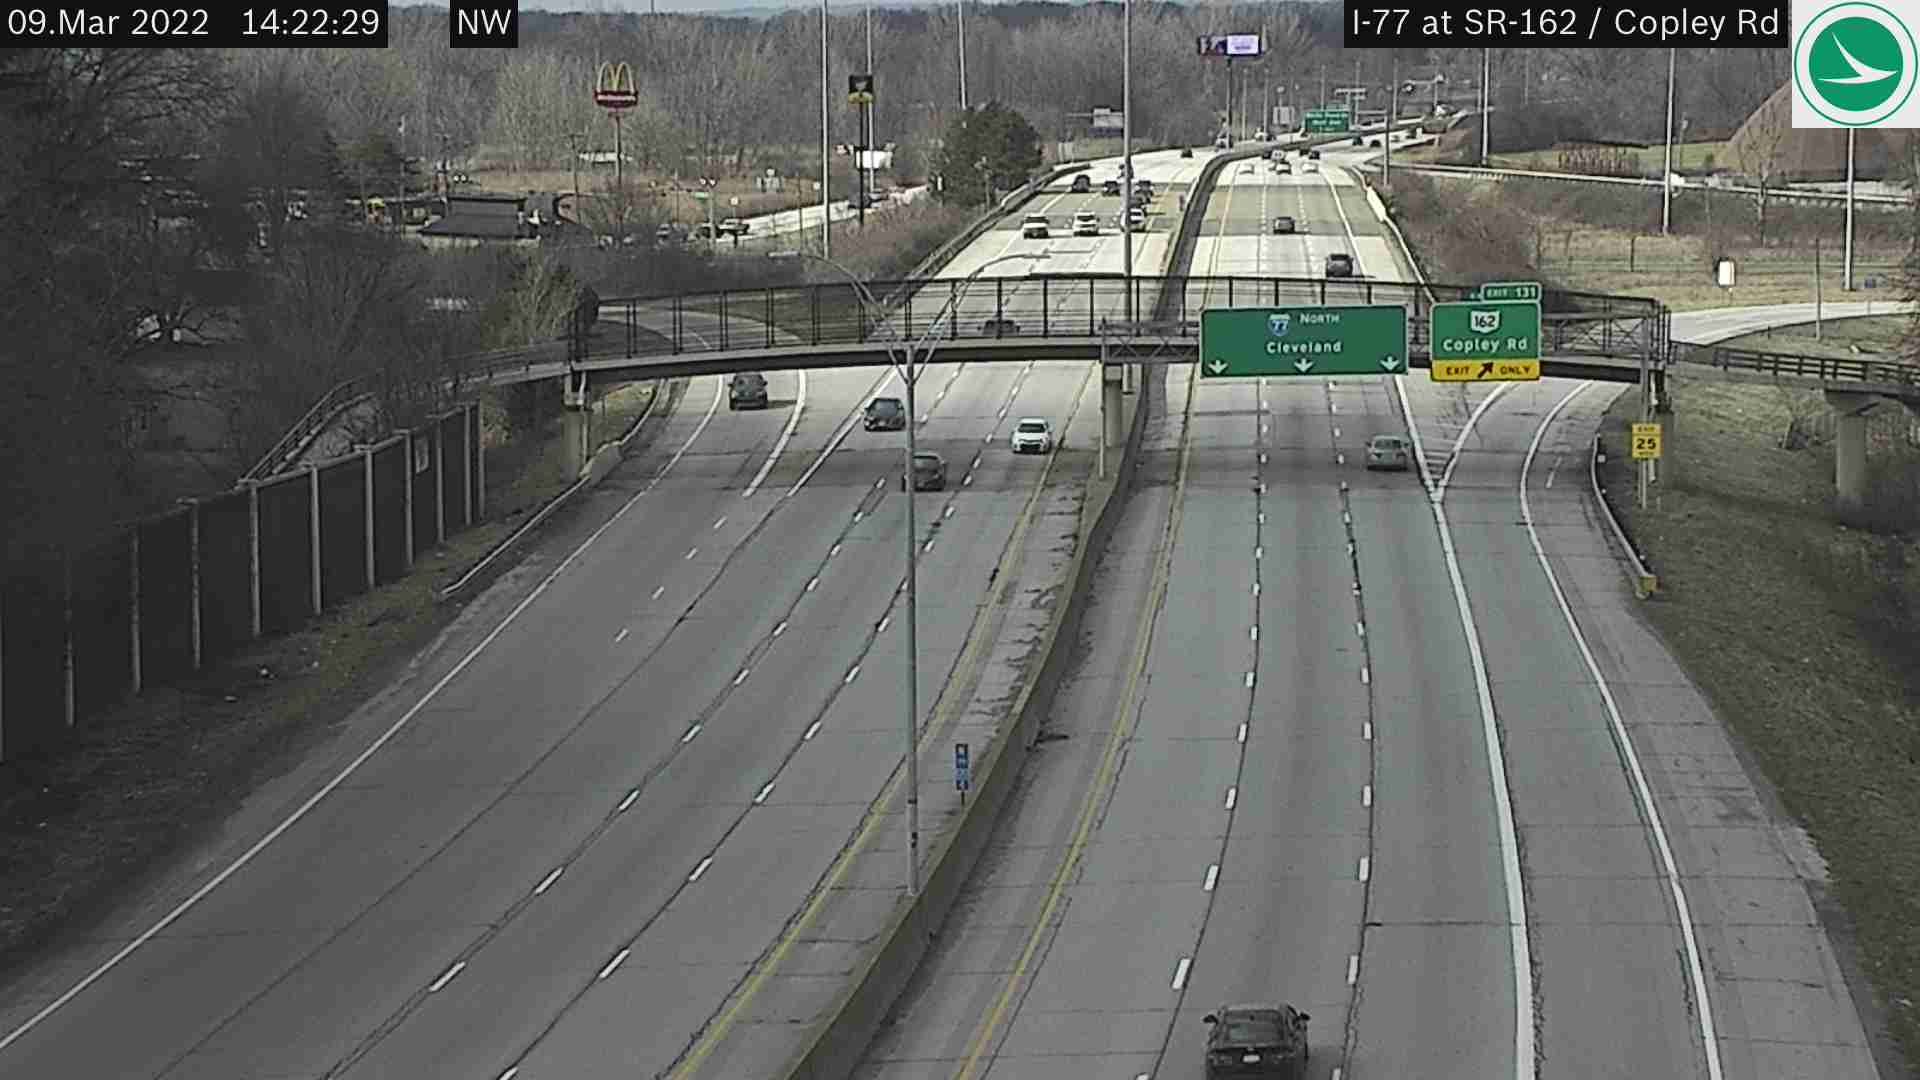 09.Mar 2022 14:22:29
NW
I-77 at SR-162 / Copley Rd
McDonald's
EXIT 131
77 NORTH
Cleveland
162
Copley Rd
EXIT ONLY
EXIT
25